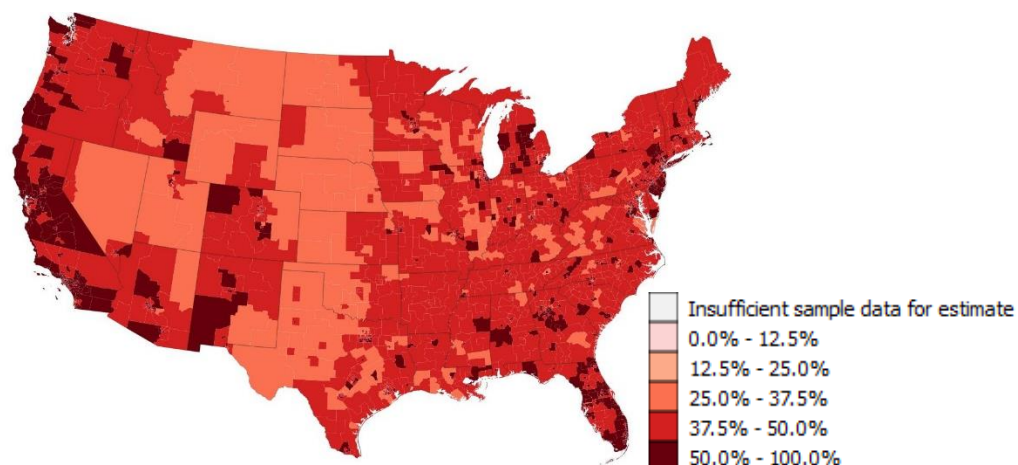 Insufficient sample data for estimate
0.0% - 12.5%
12.5% - 25.0%
25.0% - 37.5%
37.5% - 50.0%
50.0% - 100.0%